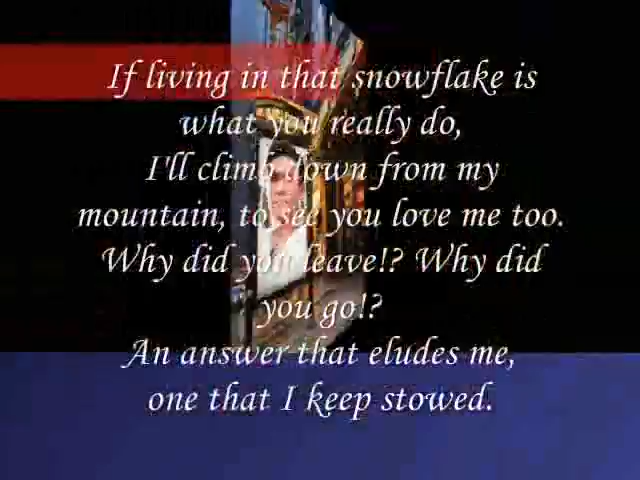 If living in that snowflake is
what you really do,
I'll climb down from my
mountain, to see you love me too.
Why did you leave!? Why did
you go!?
An answer that eludes me,
one that I keep stowed.